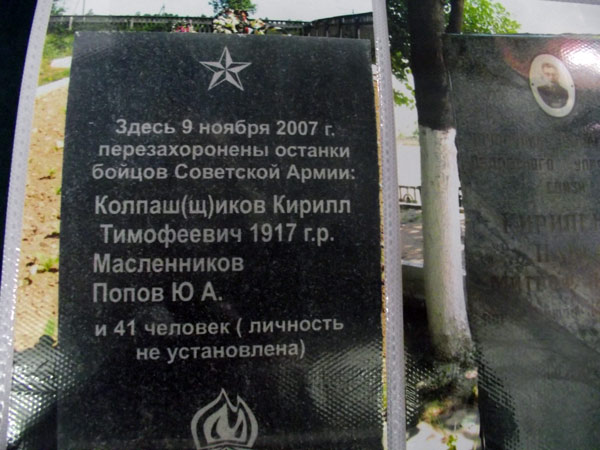 Здесь 9 ноября 2007 г.
перезахоронены останки
бойцов Советской Армии:
Колпаш(щ)иков Кирилл
Тимофеевич 1917 г.р.
Масленников
Попов Ю А.
и 41 человек ( личность
не установлена)